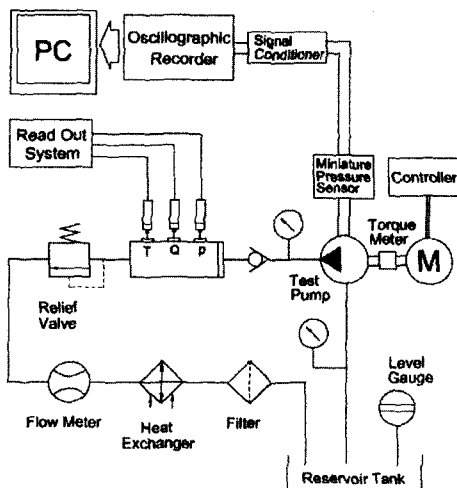 PC
Oscillographic
Recorder
Signal
Conditioner
Read Out
System
Miniature
Pressure
Sensor
Controller
Torque
Meter
T Q P
M
Test
Pump
Relief
Valve
Level
Gauge
Flow Meter
Heat
Exchanger
Filter
Reservoir Tank